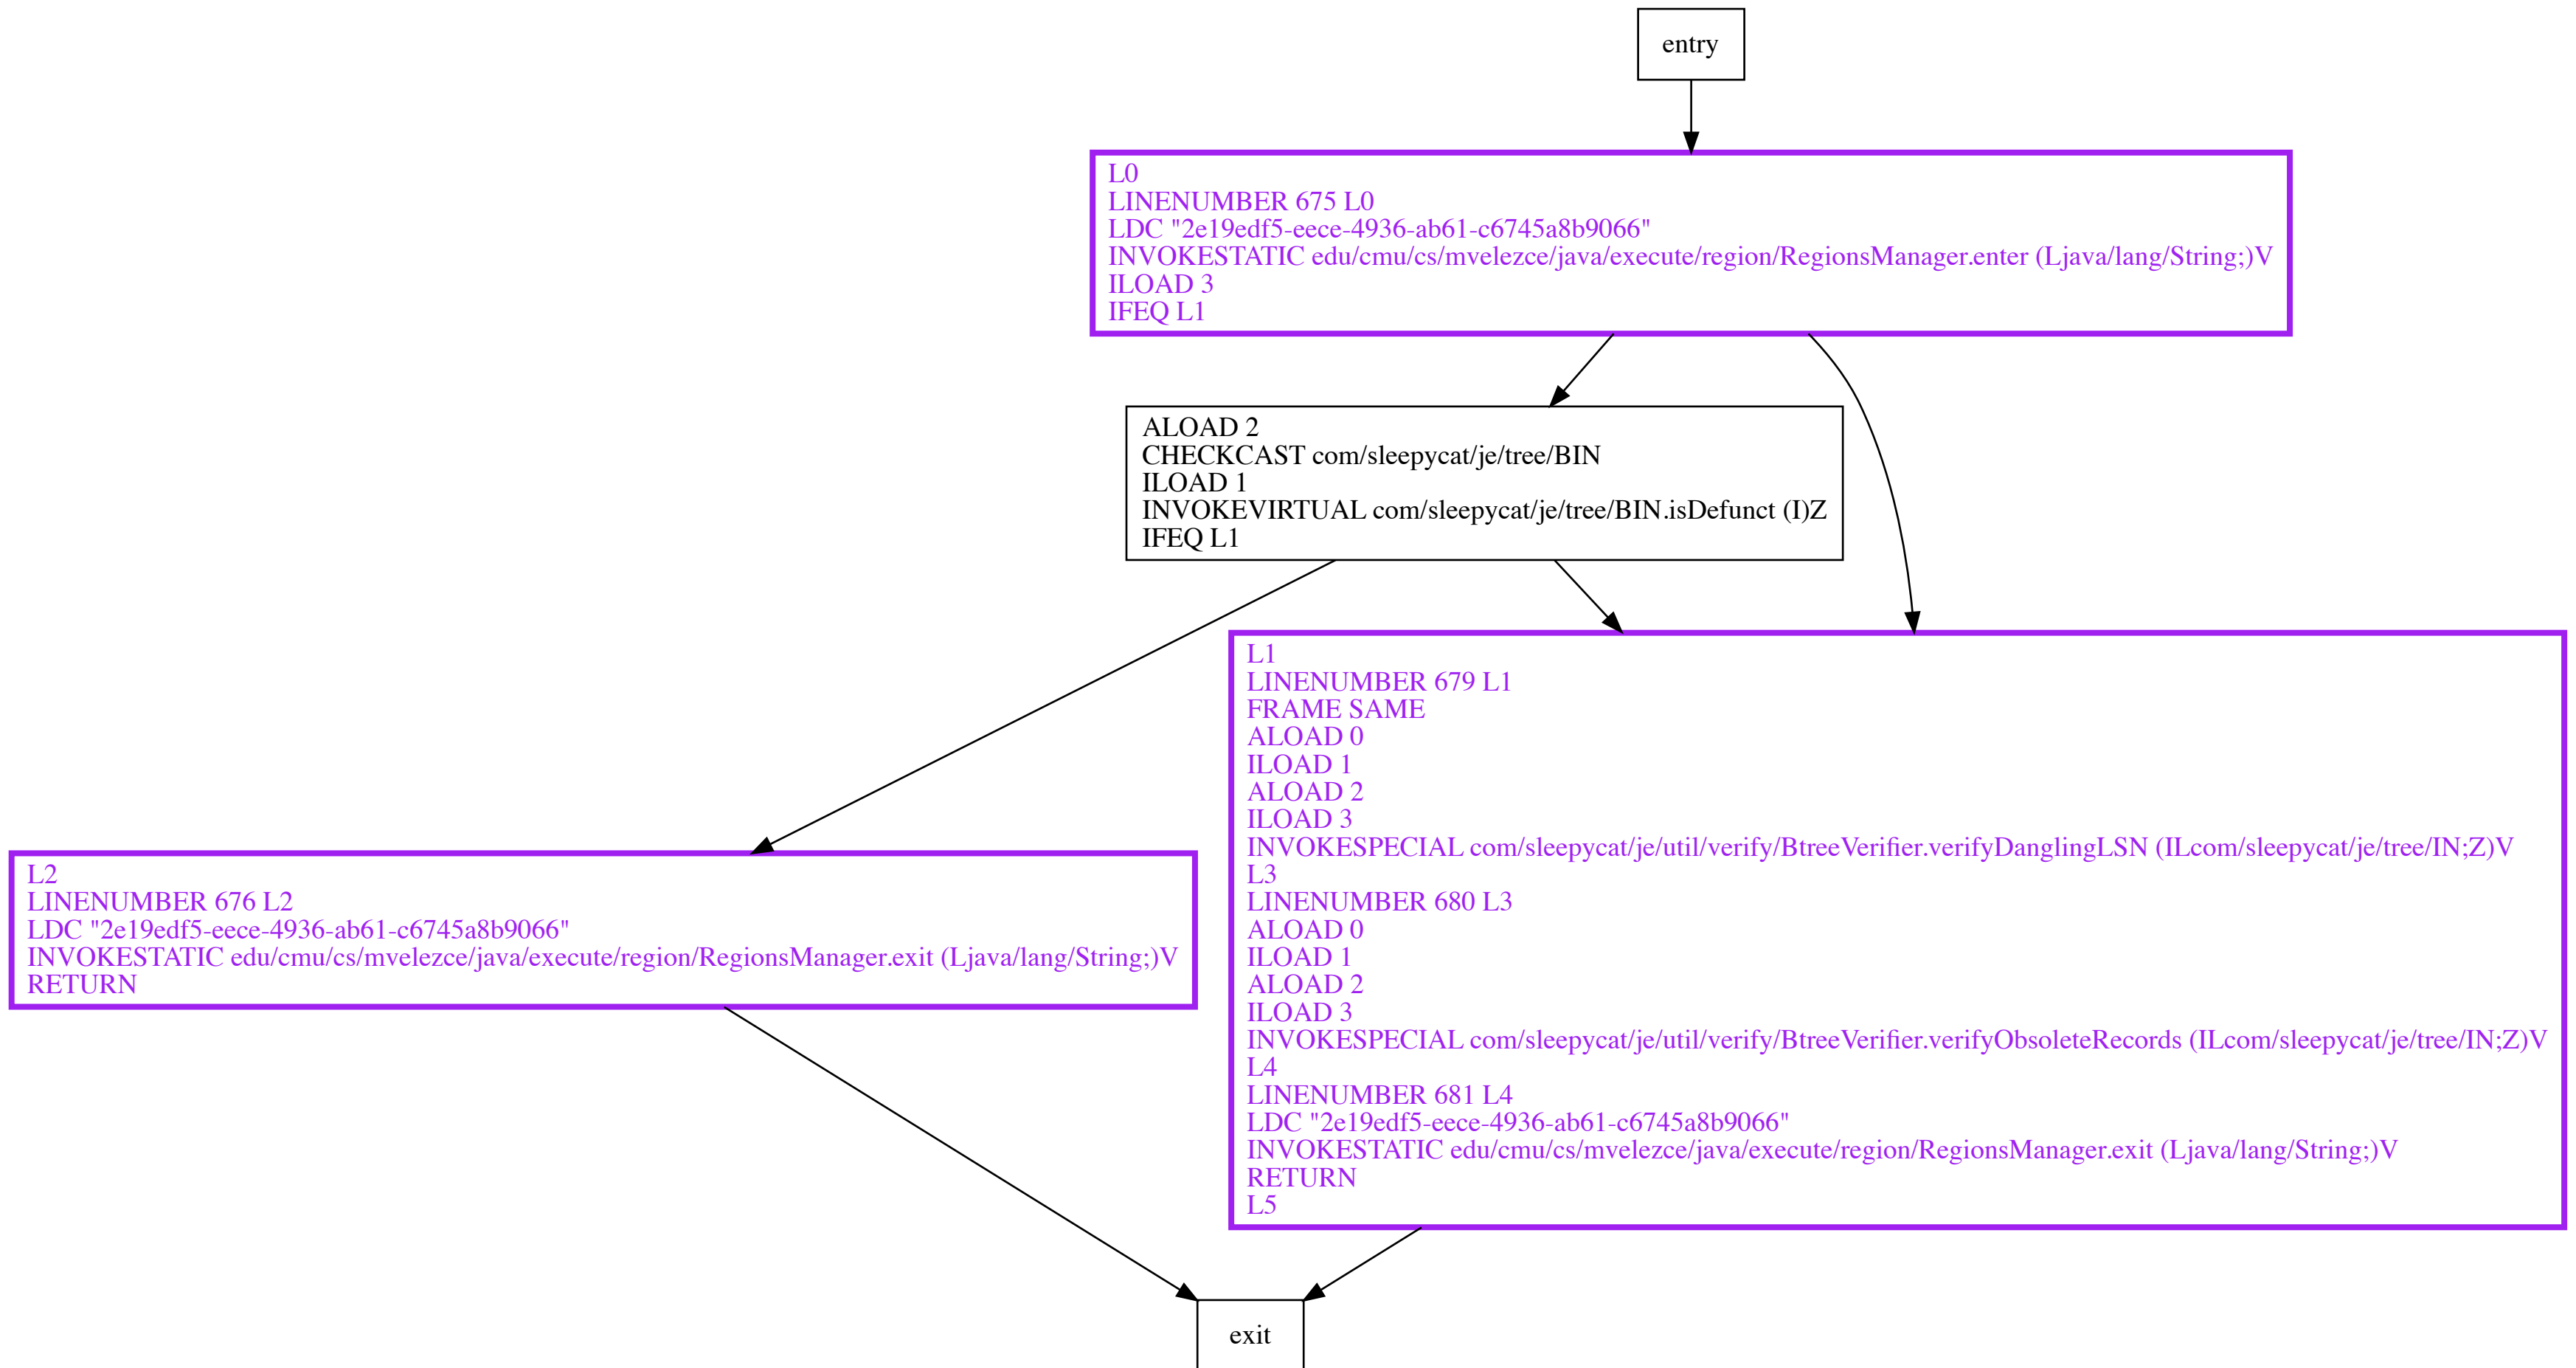 entry
L0
LINENUMBER 675 L0
LDC "2e19edf5-eece-4936-ab61-c6745a8b9066"
INVOKESTATIC edu/cmu/cs/mvelezce/java/execute/region/RegionsManager.enter (Ljava/lang/String;)V
ILOAD 3
IFEQ L1
ALOAD 2
CHECKCAST com/sleepycat/je/tree/BIN
ILOAD 1
INVOKEVIRTUAL com/sleepycat/je/tree/BIN.isDefunct (I)Z
IFEQ L1
L2
LINENUMBER 676 L2
LDC "2e19edf5-eece-4936-ab61-c6745a8b9066"
INVOKESTATIC edu/cmu/cs/mvelezce/java/execute/region/RegionsManager.exit (Ljava/lang/String;)V
RETURN
L1
LINENUMBER 679 L1
FRAME SAME
ALOAD 0
ILOAD 1
ALOAD 2
ILOAD 3
INVOKESPECIAL com/sleepycat/je/util/verify/BtreeVerifier.verifyDanglingLSN (ILcom/sleepycat/je/tree/IN;Z)V
L3
LINENUMBER 680 L3
ALOAD 0
ILOAD 1
ALOAD 2
ILOAD 3
INVOKESPECIAL com/sleepycat/je/util/verify/BtreeVerifier.verifyObsoleteRecords (ILcom/sleepycat/je/tree/IN;Z)V
L4
LINENUMBER 681 L4
LDC "2e19edf5-eece-4936-ab61-c6745a8b9066"
INVOKESTATIC edu/cmu/cs/mvelezce/java/execute/region/RegionsManager.exit (Ljava/lang/String;)V
RETURN
L5
exit